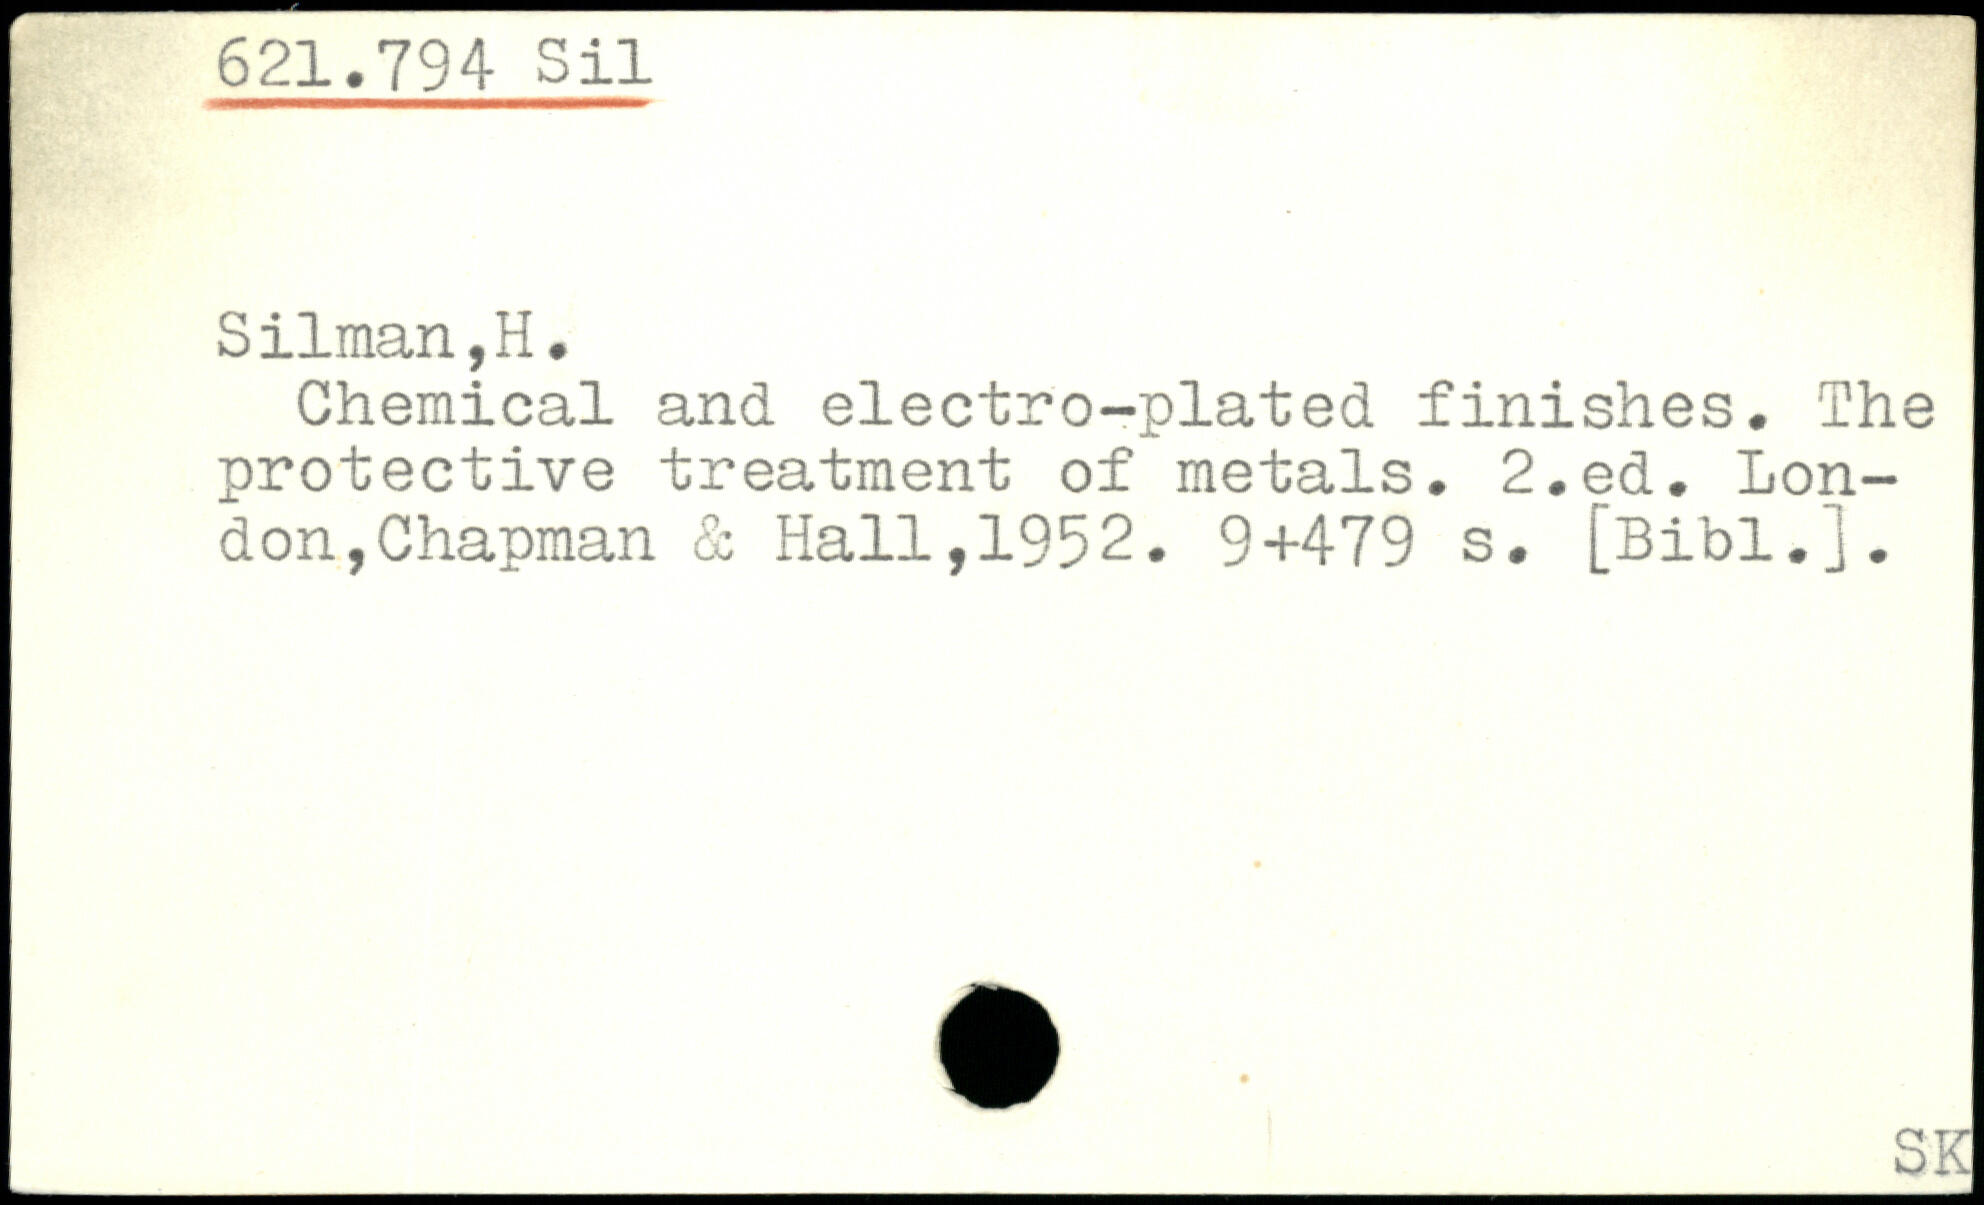 621.794 Sil
Silman,H.
Chemical and electro-plated finishes. The
protective treatment of metals. 2.ed. Lon-
don,Chapman & Hall,1952. 9+479 s. [Bibl.].
SK